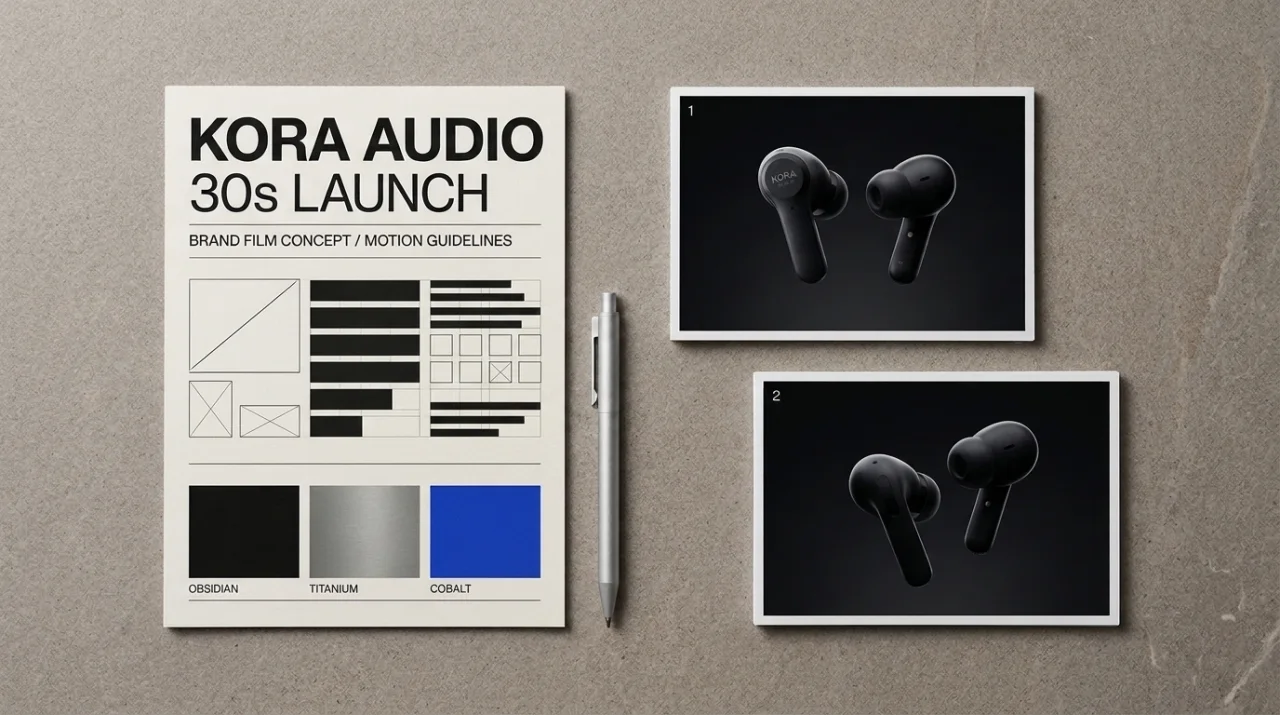 KORA AUDIO
30s LAUNCH
BRAND FILM CONCEPT / MOTION GUIDELINES
OBSIDIAN
TITANIUM
COBALT
1
KORA
2